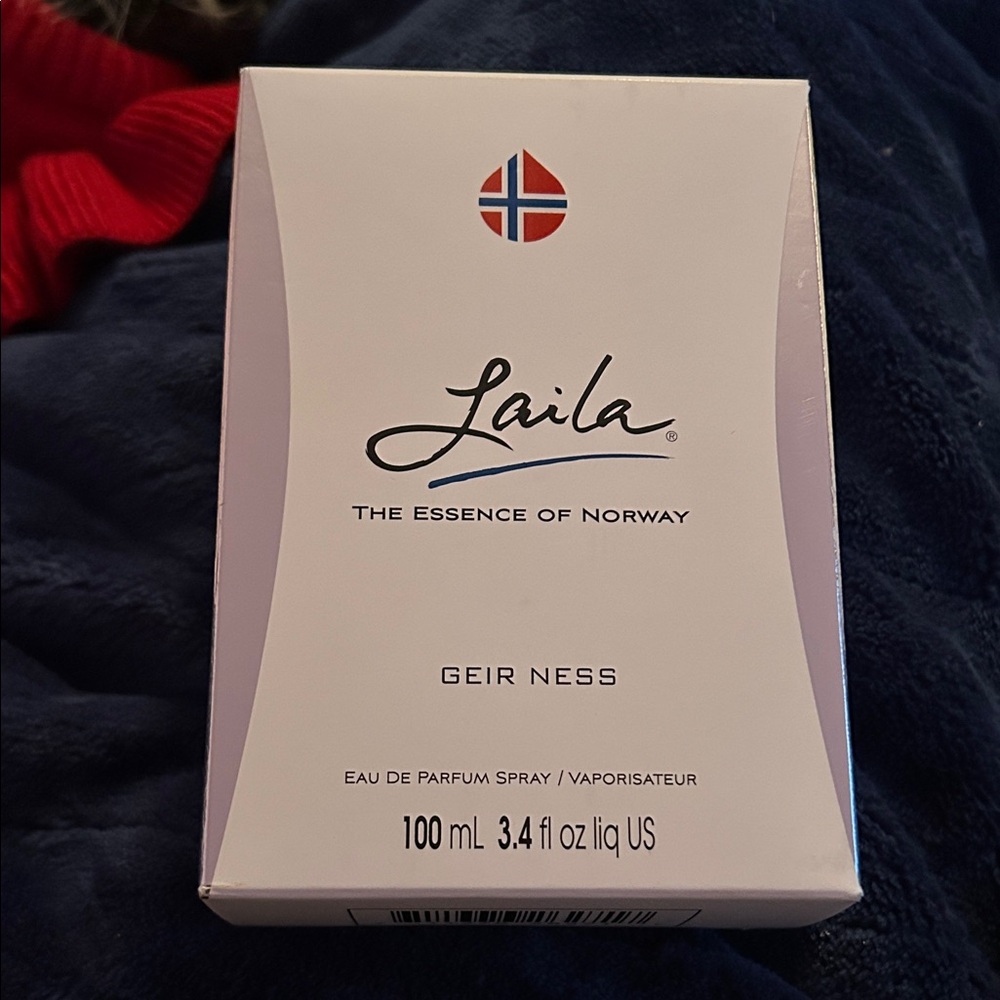 Laila®
THE ESSENCE OF NORWAY
GEIR NESS
EAU DE PARFUM SPRAY / VAPORISATEUR
100 mL 3.4 fl oz liq US